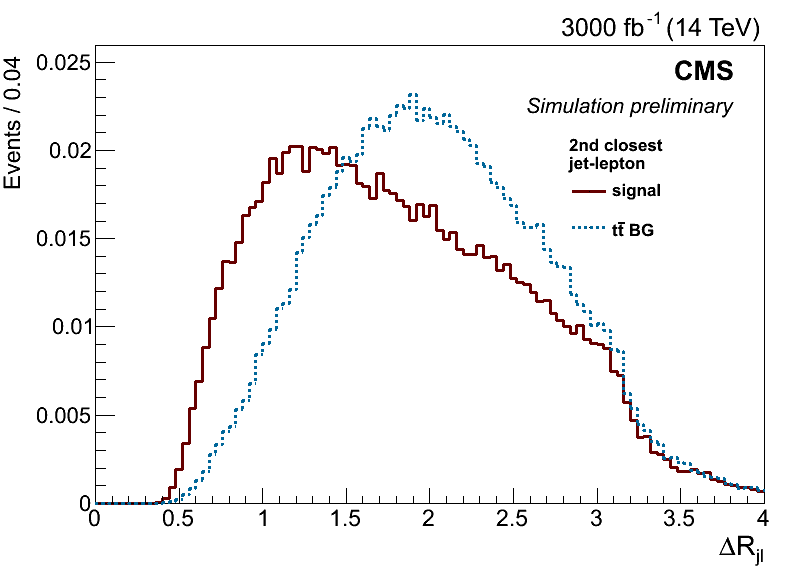 3000 fb⁻¹ (14 TeV)
Events / 0.04
CMS
Simulation preliminary
2nd closest
jet-lepton
signal
tt̄ BG
0.025
0.02
0.015
0.01
0.005
0
0 0.5 1 1.5 2 2.5 3 3.5 4
ΔR_jl